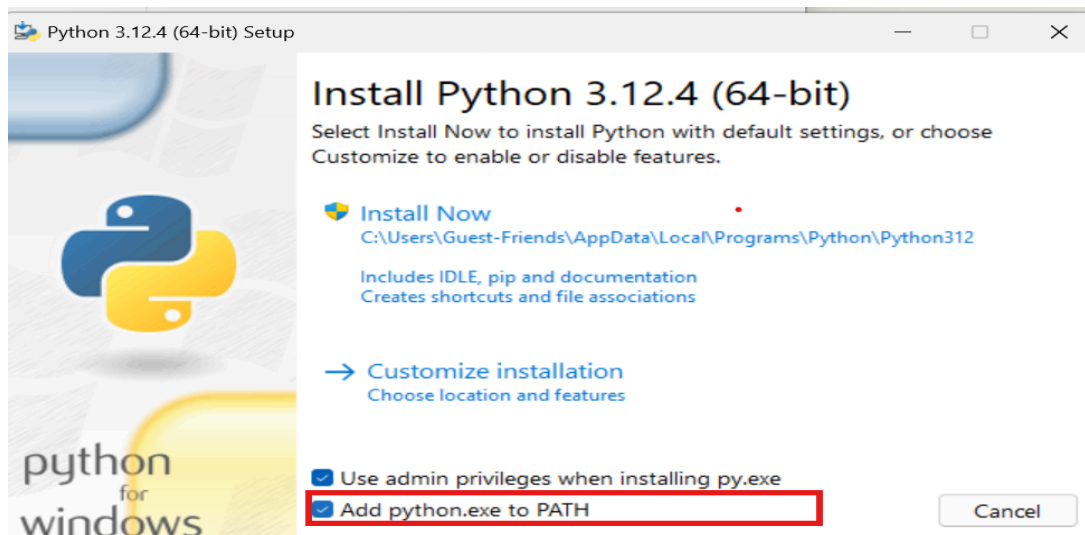 Python 3.12.4 (64-bit) Setup
Install Python 3.12.4 (64-bit)
Select Install Now to install Python with default settings, or choose
Customize to enable or disable features.
Install Now
C:\Users\Guest-Friends\AppData\Local\Programs\Python\Python312
Includes IDLE, pip and documentation
Creates shortcuts and file associations
Customize installation
Choose location and features
python
for
windows
Use admin privileges when installing py.exe
Add python.exe to PATH
Cancel